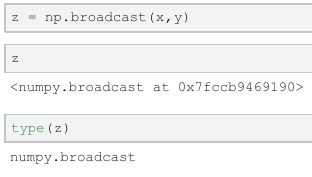 z = np.broadcast(x,y)
z
<numpy.broadcast at 0x7fccb9469190>
type(z)
numpy.broadcast